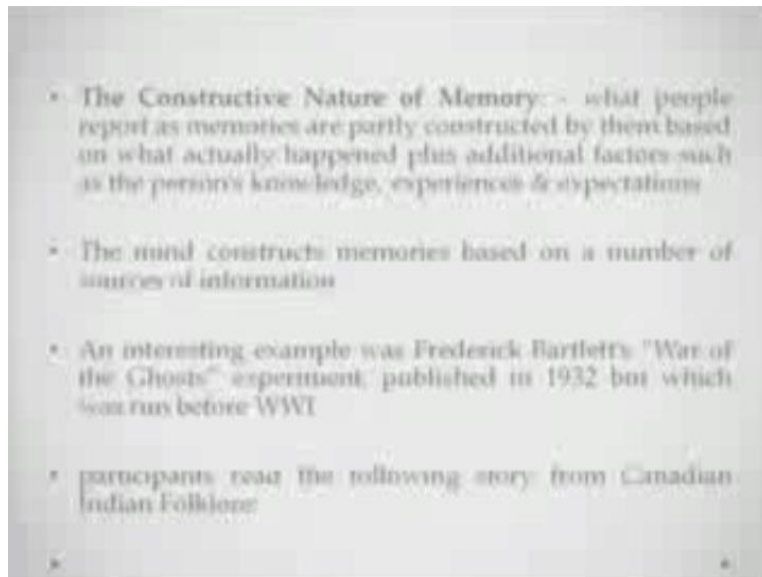 • The Constructive Nature of Memory: - what people
report as memories are partly constructed by them based
on what actually happened plus additional factors such
as the person's knowledge, experiences & expectations
• The mind constructs memories based on a number of
sources of information
• An interesting example was Frederick Bartlett's "War of
the Ghosts" experiment, published in 1932 but which
was run before WWI
• participants read the following story from Canadian
Indian Folklore: